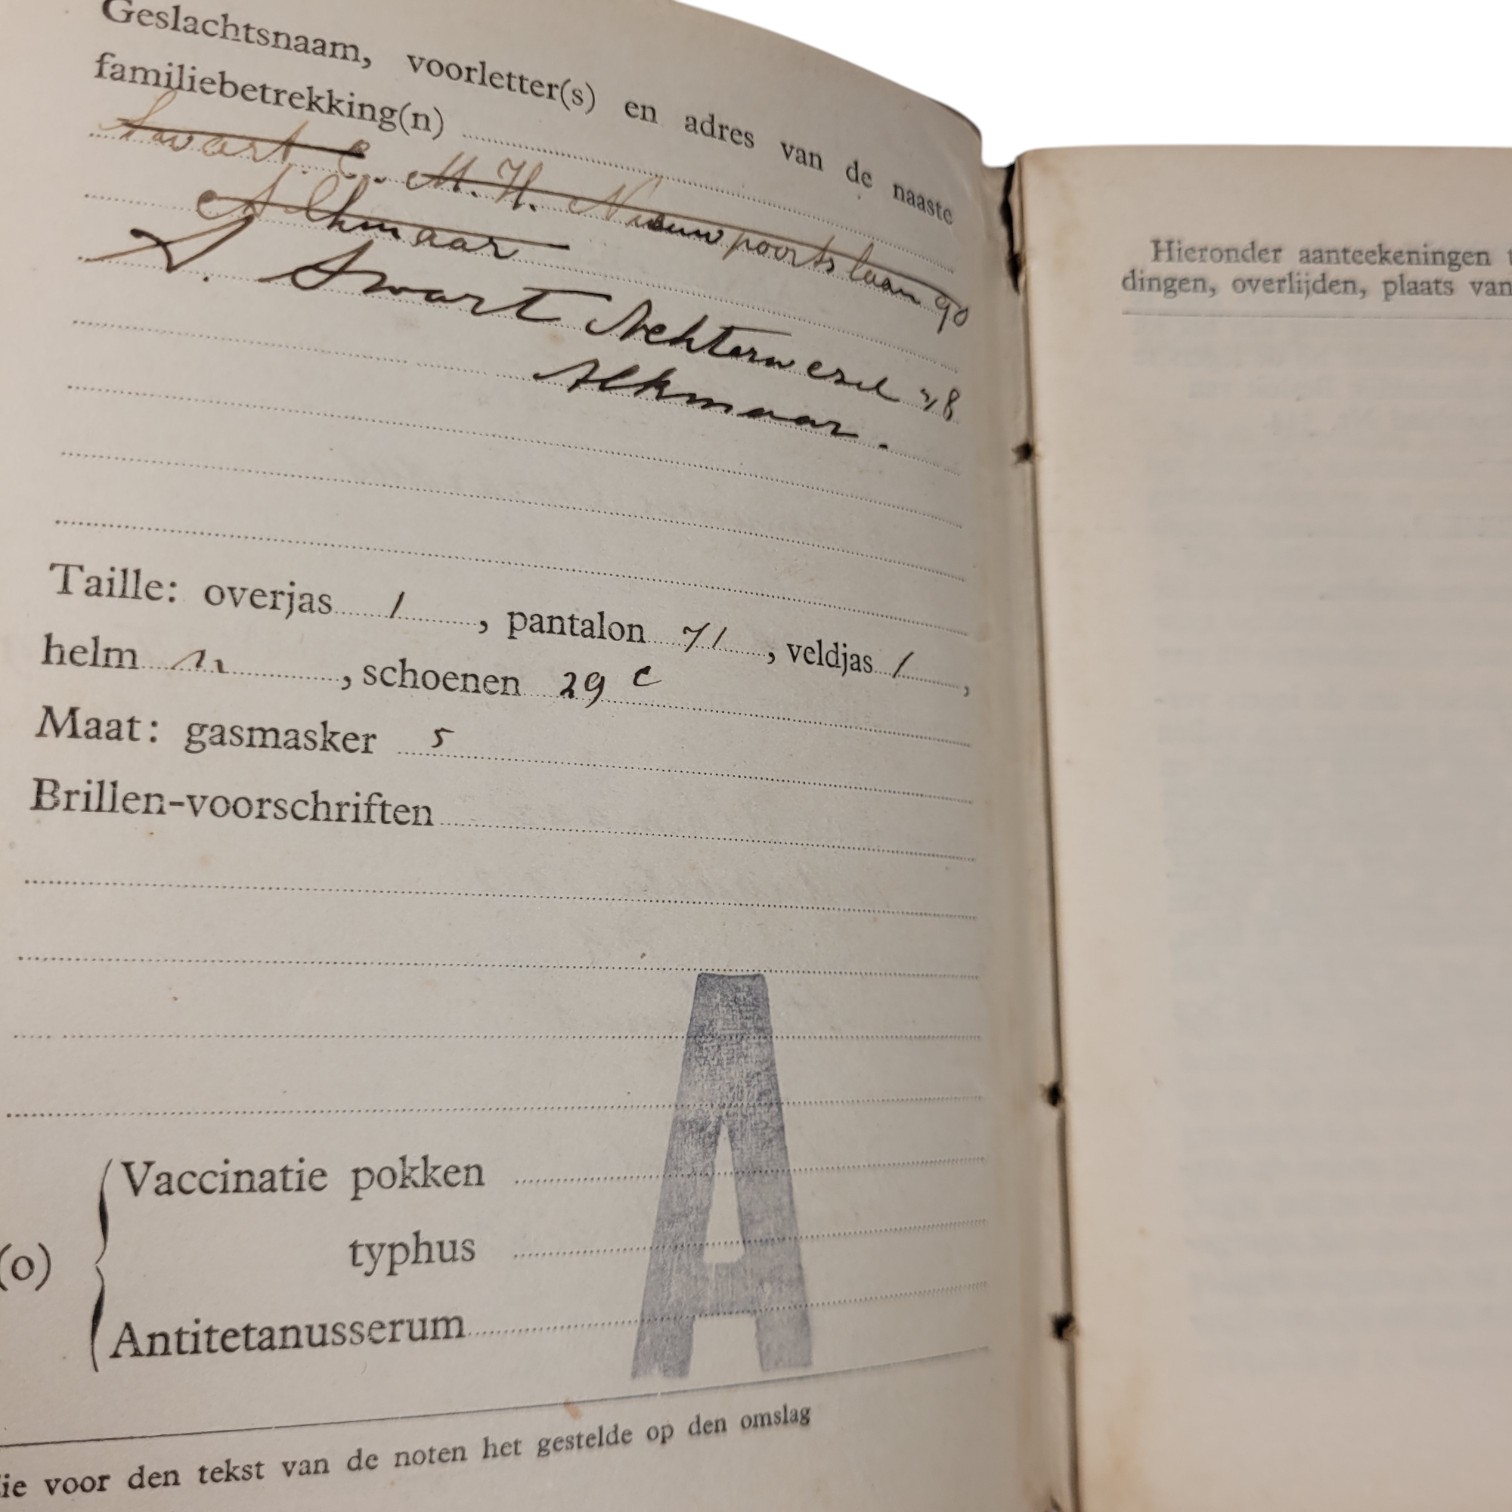 Geslachtsnaam, voorletter(s) en adres van de naaste
familiebetrekking(n)
Swart C. M. H. Nieuwpoortslaan 90
Alkmaar
Swart Achterwezel 28
Alkmaar.
Taille: overjas 1, pantalon 71, veldjas 1,
helm, schoenen 29 c
Maat: gasmasker 5
Brillen-voorschriften
A
(o)
Vaccinatie pokken
typhus
Antitetanusserum
ie voor den tekst van de noten het gestelde op den omslag
Hieronder aanteekeningen
dingen, overlijden, plaats van